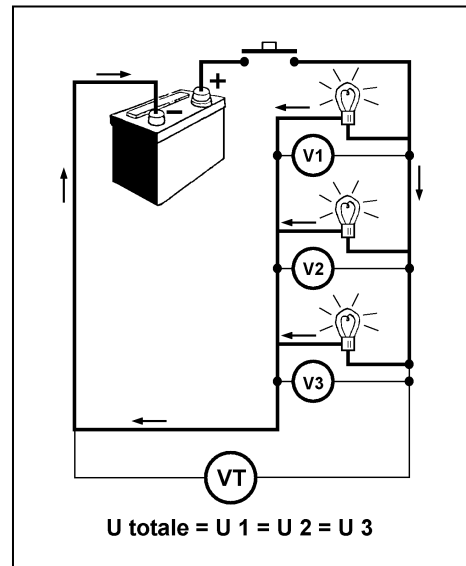 +
−
V1
V2
V3
VT
U totale = U 1 = U 2 = U 3